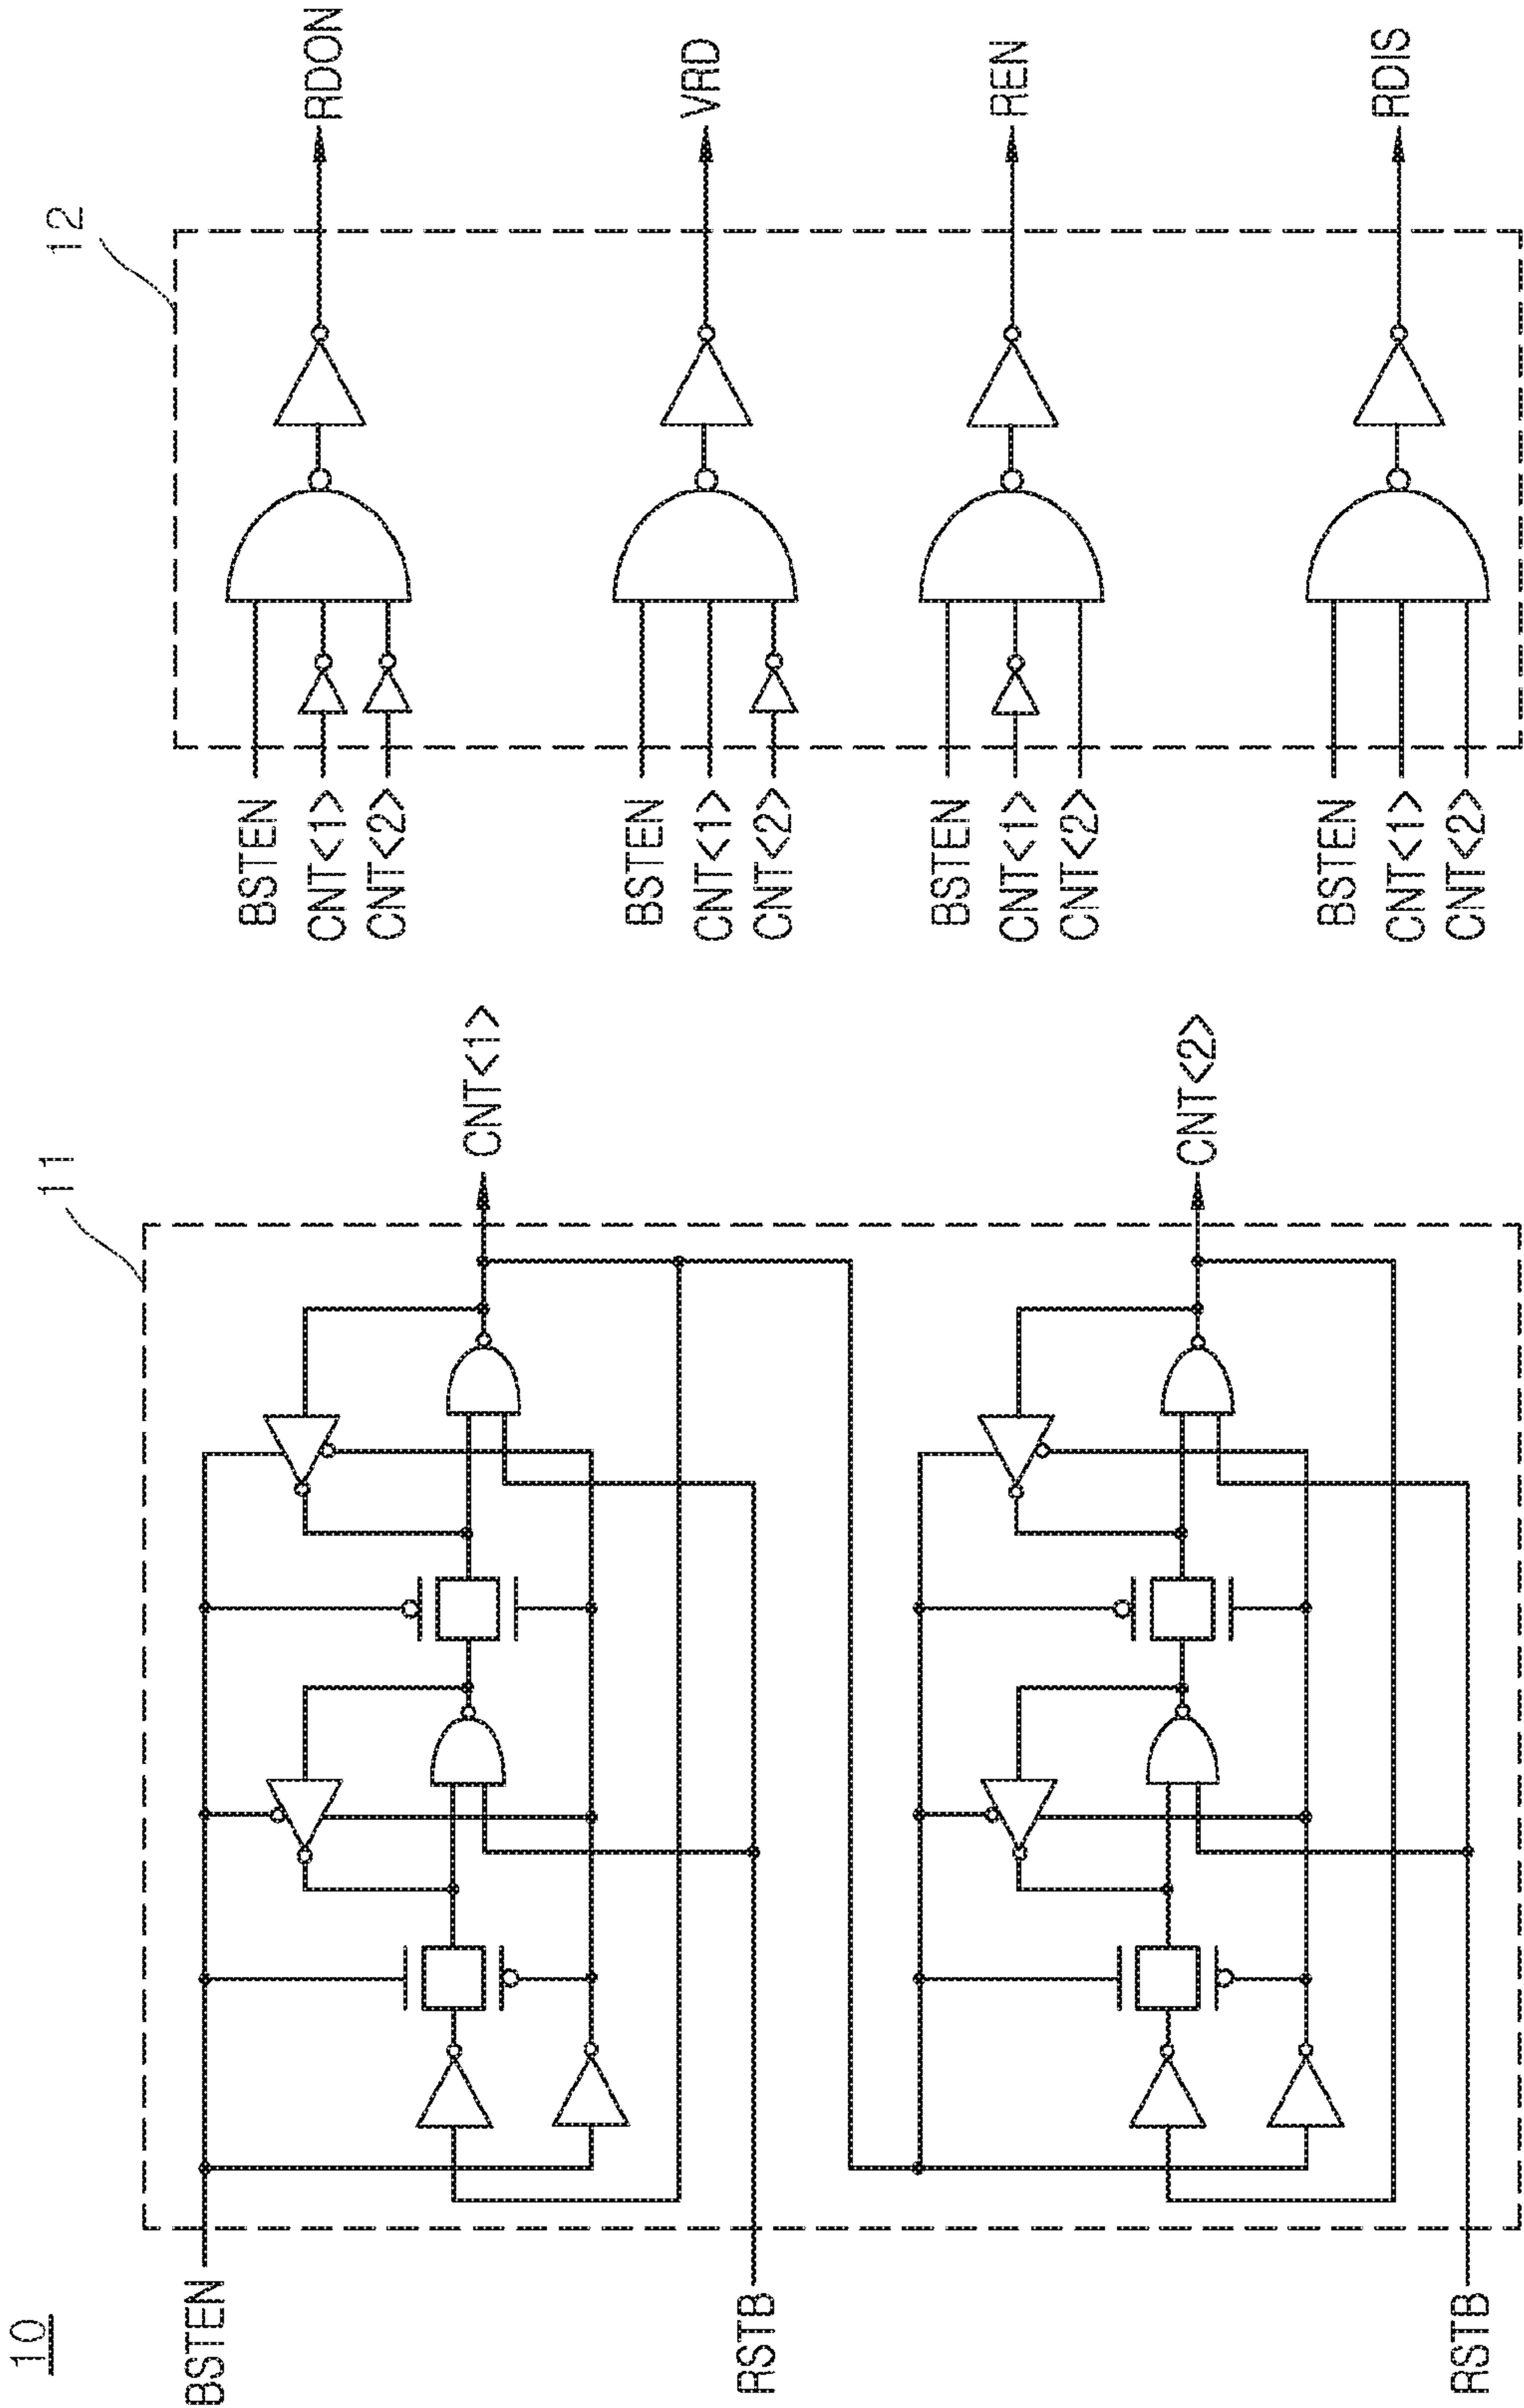 10
11
BSTEN
RSTB
CNT<1>
RSTB
CNT<2>
12
BSTEN
CNT<1>
CNT<2>
RDON
BSTEN
CNT<1>
CNT<2>
VRD
BSTEN
CNT<1>
CNT<2>
REN
BSTEN
CNT<1>
CNT<2>
RDIS